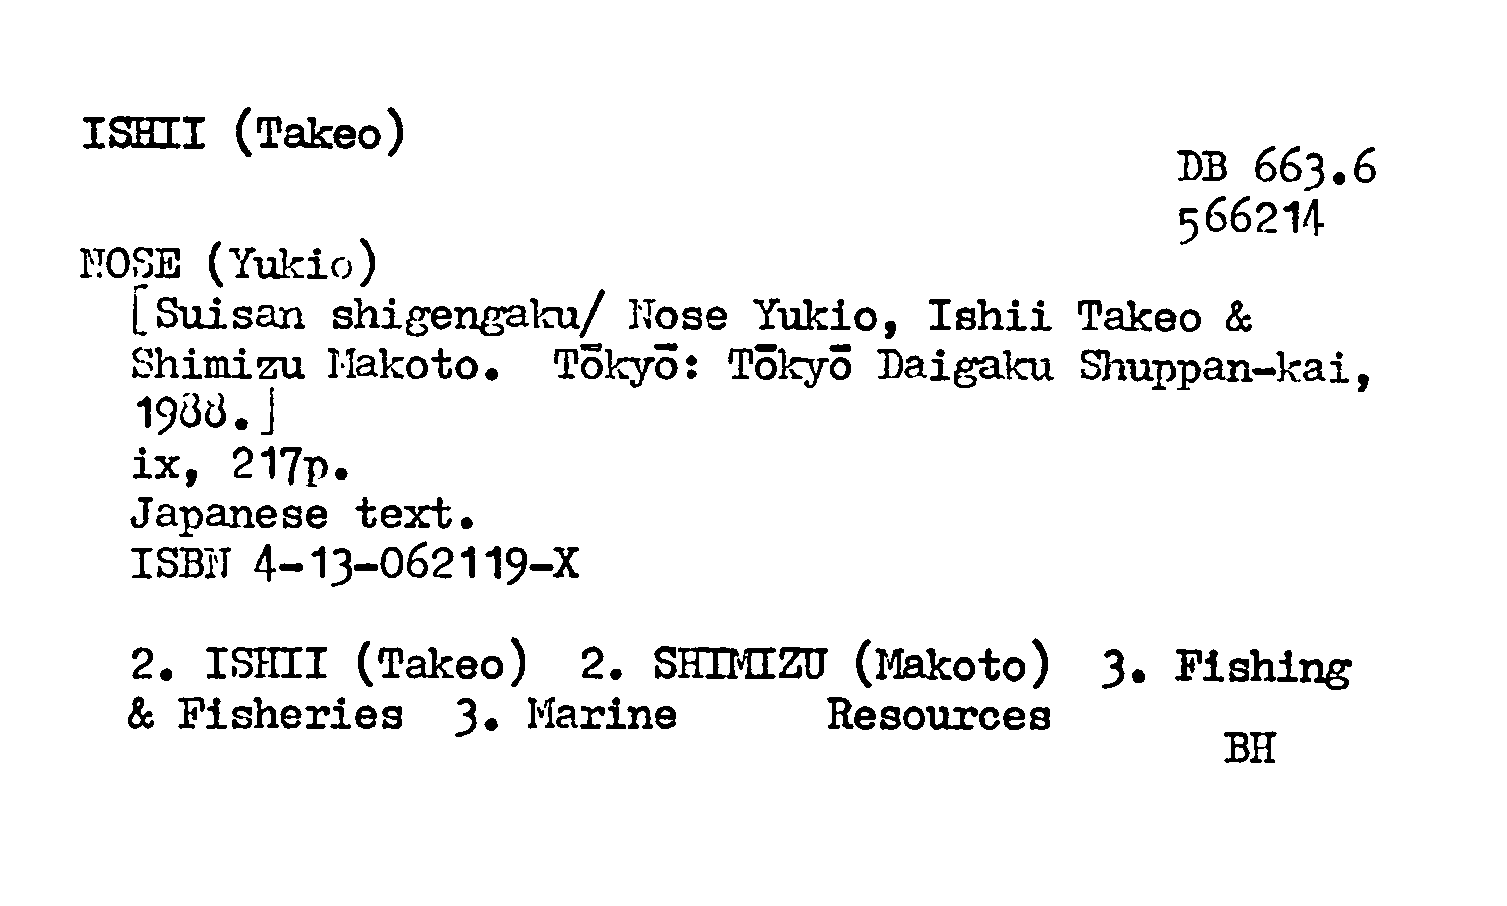 ISHII (Takeo)
DB 663.6
566214
NOSE (Yukio)
[Suisan shigengaku/ Nose Yukio, Ishii Takeo &
Shimizu Makoto. Tōkyō: Tōkyō Daigaku Shuppan-kai,
1988.]
ix, 217p.
Japanese text.
ISBN 4-13-062119-X
2. ISHII (Takeo) 2. SHIMIZU (Makoto) 3. Fishing
& Fisheries 3. Marine Resources
BH